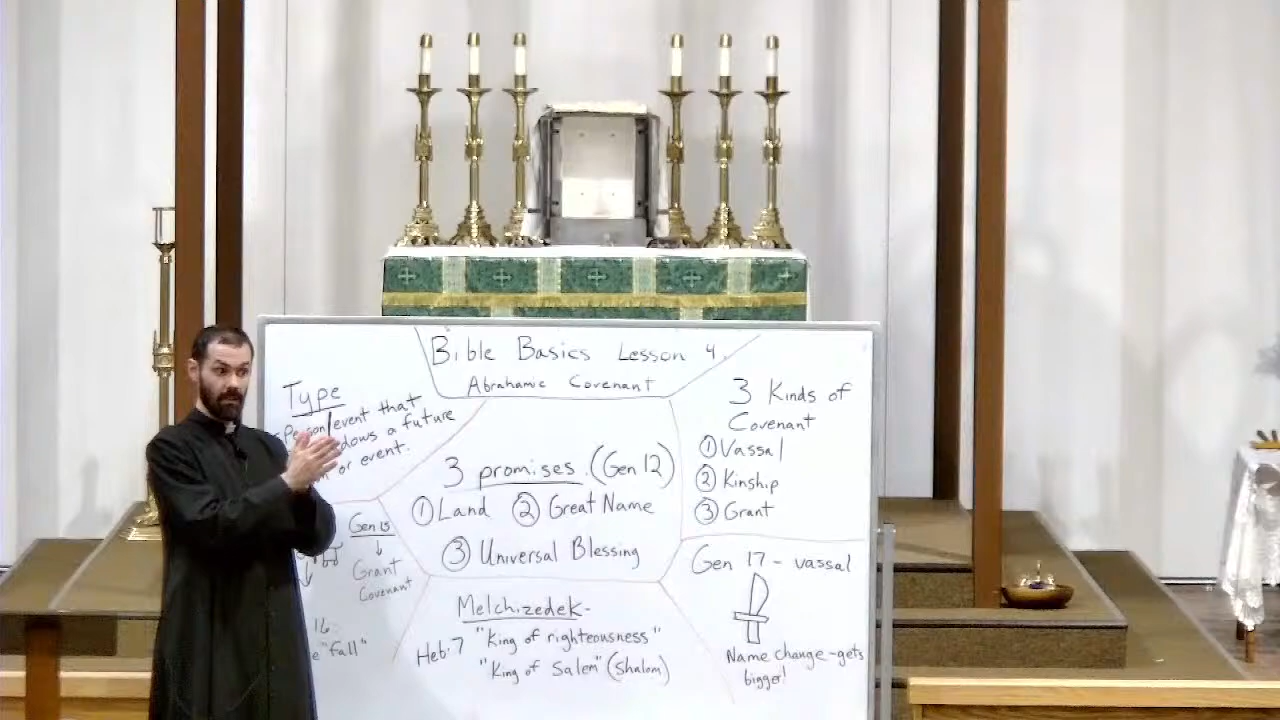 Bible Basics Lesson 4
Abrahamic Covenant
Type
Person/event that
dows a future
or event.
3 promises (Gen 12)
① Land ② Great Name
③ Universal Blessing
3 Kinds of
Covenant
① Vassal
② Kinship
③ Grant
Gen 15
Grant
Covenant
16
"fall"
Melchizedek-
Heb:7 "King of righteousness"
"King of Salem" (Shalom)
Gen 17 - vassal
Name change - gets
bigger!